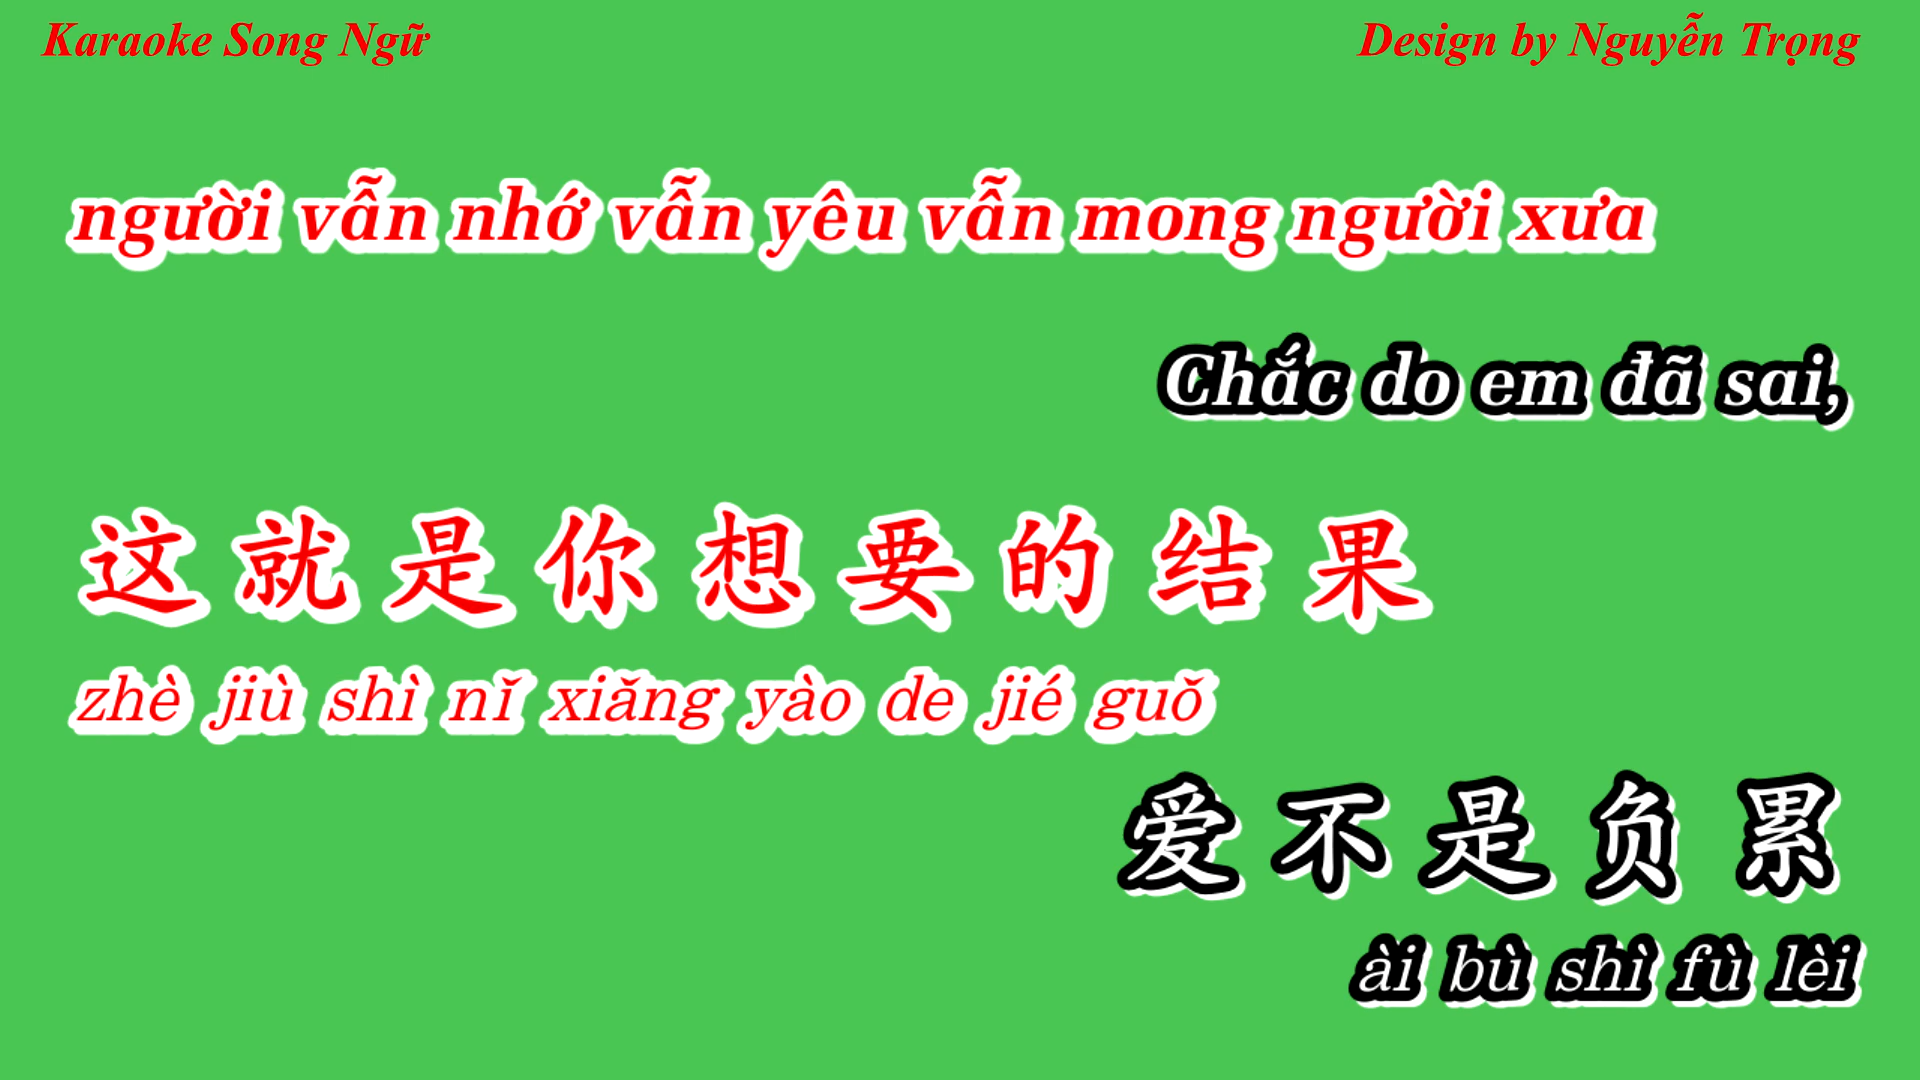 Karaoke Song Ngữ
Design by Nguyễn Trọng
người vẫn nhớ vẫn yêu vẫn mong người xưa
Chắc do em đã sai,
这就是你想要的结果
zhè jiù shì nǐ xiǎng yào de jié guǒ
爱不是负累
ài bù shì fù lèi